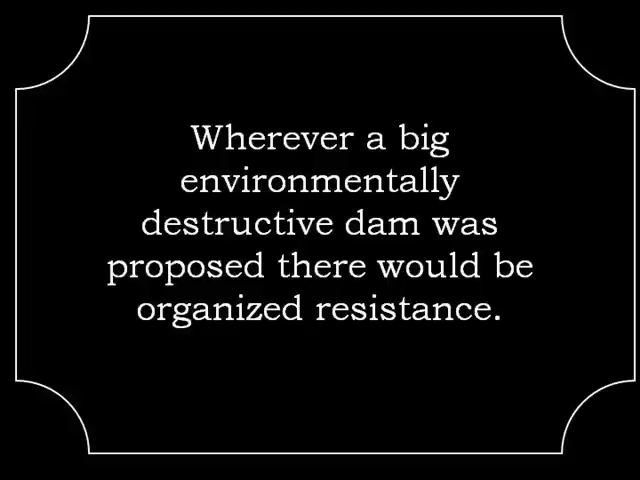 Wherever a big
environmentally
destructive dam was
proposed there would be
organized resistance.